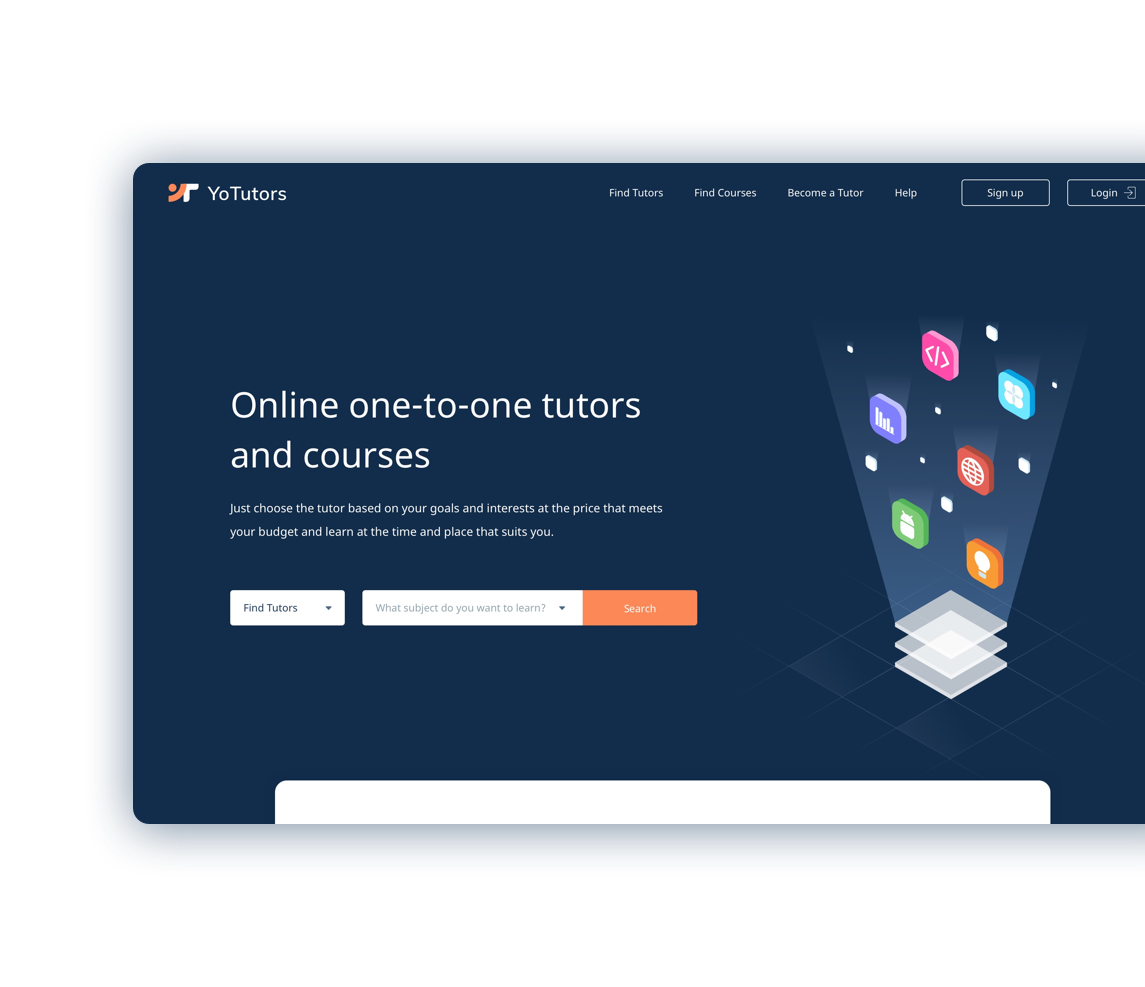 YoTutors
Find Tutors
Find Courses
Become a Tutor
Help
Sign up
Login
Online one-to-one tutors
and courses
Just choose the tutor based on your goals and interests at the price that meets
your budget and learn at the time and place that suits you.
Find Tutors
What subject do you want to learn?
Search